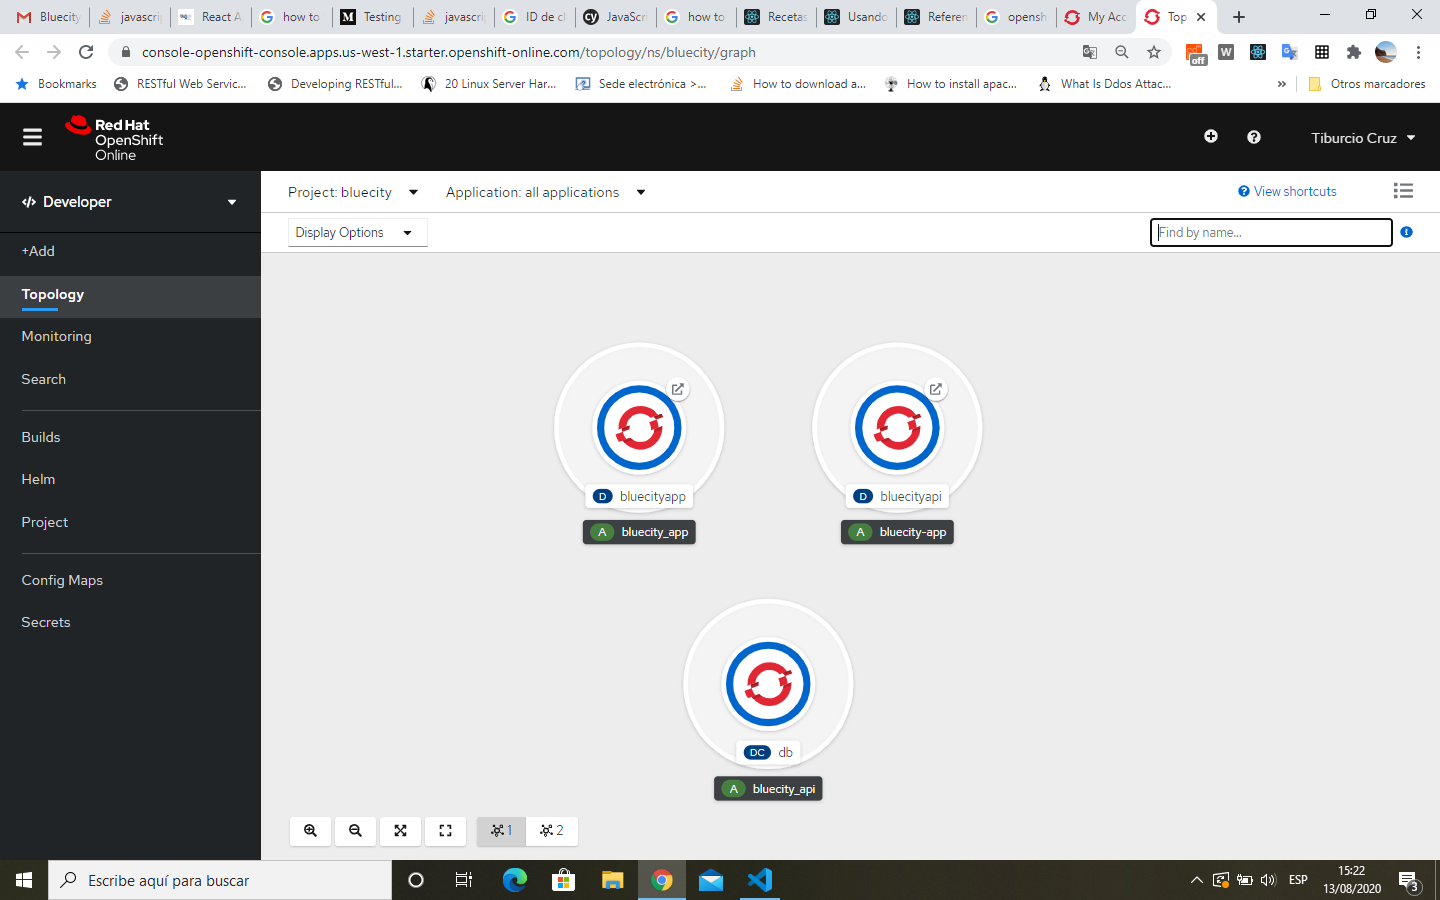 Bluecity
javascrip
React A
how to
Testing
javascrip
ID de cl
JavaScri
how to
Recetas
Usando
Referen
opensh
My Acc
Top
console-openshift-console.apps.us-west-1.starter.openshift-online.com/topology/ns/bluecity/graph
off
W
Bookmarks
RESTful Web Servic...
Developing RESTful...
20 Linux Server Har...
Sede electrónica >...
How to download a...
How to install apac...
What Is Ddos Attac...
»
Otros marcadores
Red Hat
OpenShift
Online
Tiburcio Cruz
Developer
Project: bluecity
Application: all applications
View shortcuts
Display Options
Find by name...
+Add
Topology
Monitoring
Search
Builds
Helm
Project
Config Maps
Secrets
D bluecityapp
A bluecity_app
D bluecityapi
A bluecity-app
DC db
A bluecity_api
1
2
Escribe aquí para buscar
ESP
15:22
13/08/2020
3